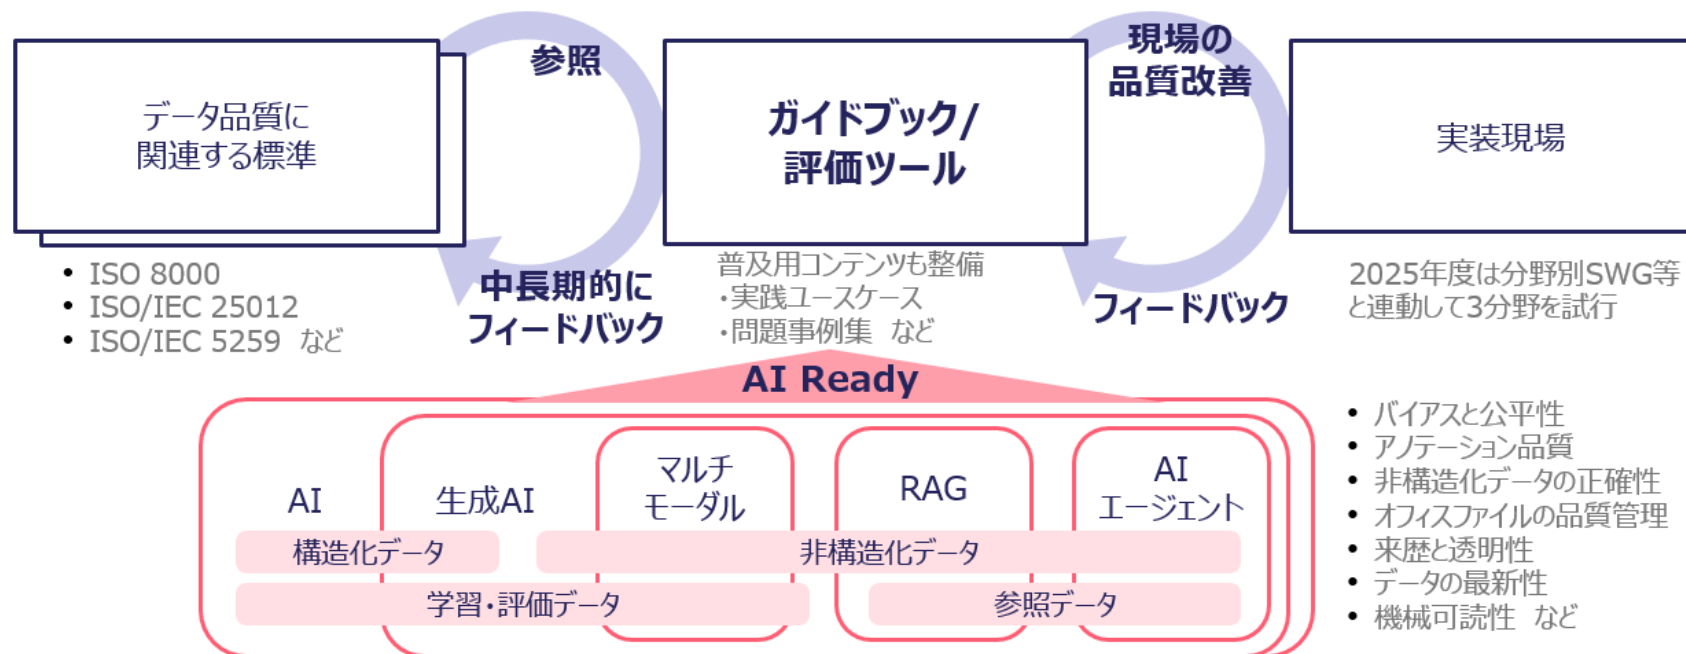 データ品質に
関連する標準
参照
ガイドブック/
評価ツール
現場の
品質改善
実装現場
• ISO 8000
• ISO/IEC 25012
• ISO/IEC 5259 など
中長期的に
フィードバック
普及用コンテンツも整備
・実践ユースケース
・問題事例集 など
フィードバック
2025年度は分野別SWG等
と連動して3分野を試行
AI Ready
AI
生成AI
マルチ
モーダル
RAG
AI
エージェント
構造化データ
非構造化データ
学習・評価データ
参照データ
• バイアスと公平性
• アノテーション品質
• 非構造化データの正確性
• オフィスファイルの品質管理
• 来歴と透明性
• データの最新性
• 機械可読性 など